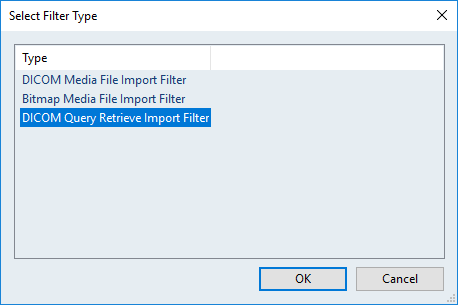 Select Filter Type
Type
DICOM Media File Import Filter
Bitmap Media File Import Filter
DICOM Query Retrieve Import Filter
OK
Cancel